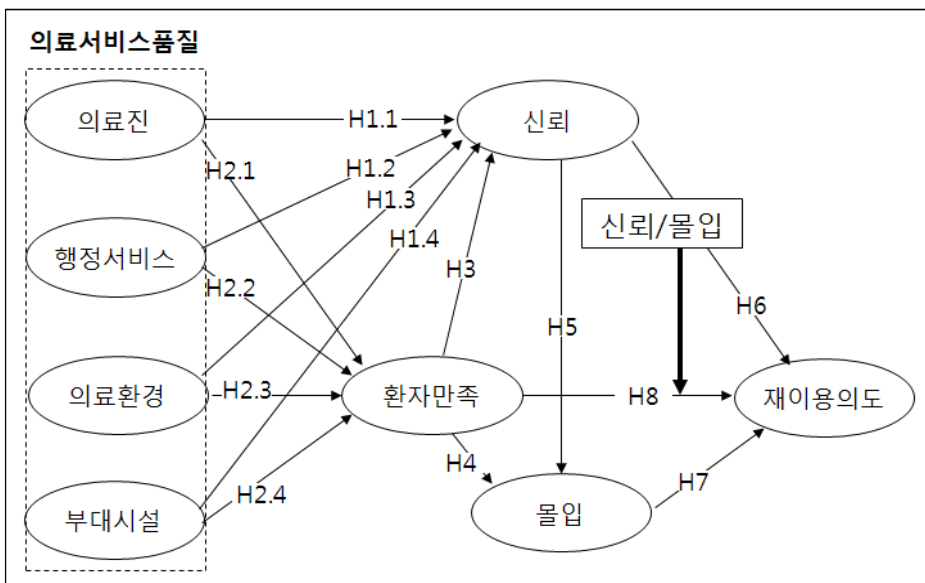 의료서비스품질
의료진
H1.1
신뢰
H2.1
H1.2
H1.3
신뢰/몰입
행정서비스
H1.4
H2.2
H3
H6
H5
의료환경
H2.3
환자만족
H8
재이용의도
H4
H7
H2.4
부대시설
몰입